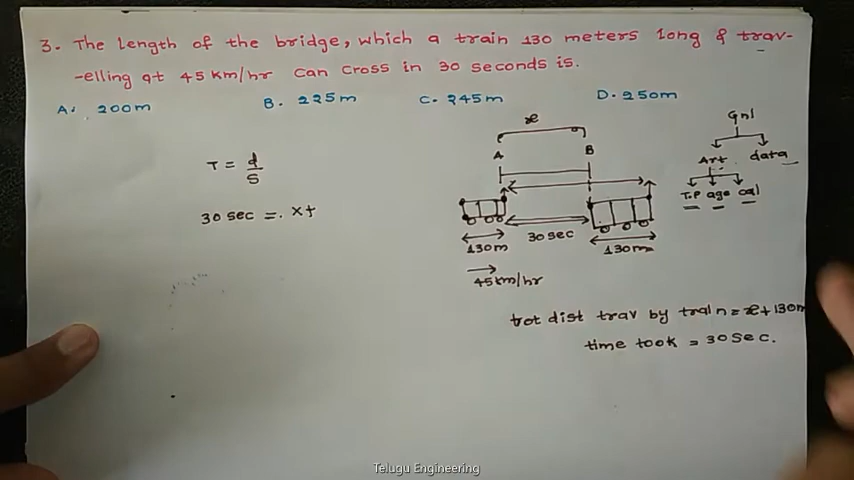 3. The length of the bridge, which a train 130 meters long & trav-
-elling at 45 km/hr can cross in 30 seconds is.
A. 200m B. 225m C. 245m D. 250m
T = d/S
30 sec = x+
x
A B
130m 30 sec 130m
45 km/hr
Gnl
Art data
T.P age cal
tot dist trav by train = x+130m
time took = 30 sec.
Telugu Engineering